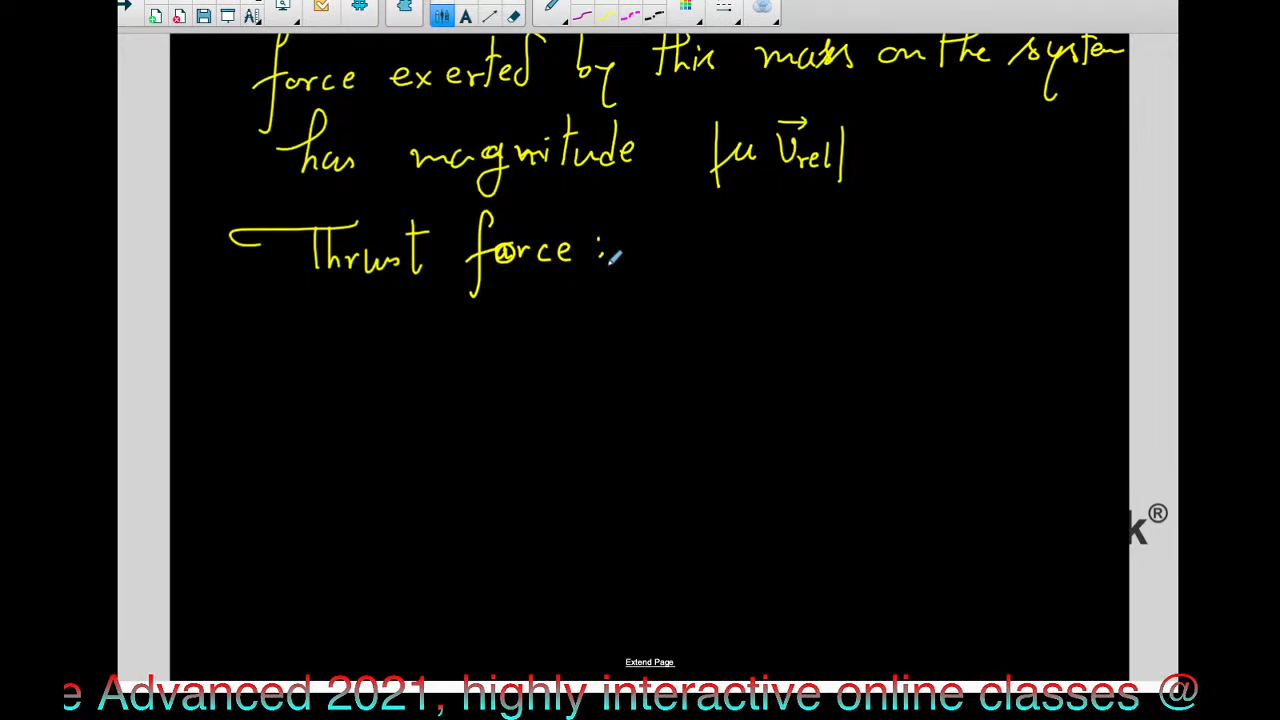 force exerted by this mass on the system
has magnitude |μ v⃗rel|
Thrust force :
k®
Extend Page
e Advanced 2021, highly interactive online classes @